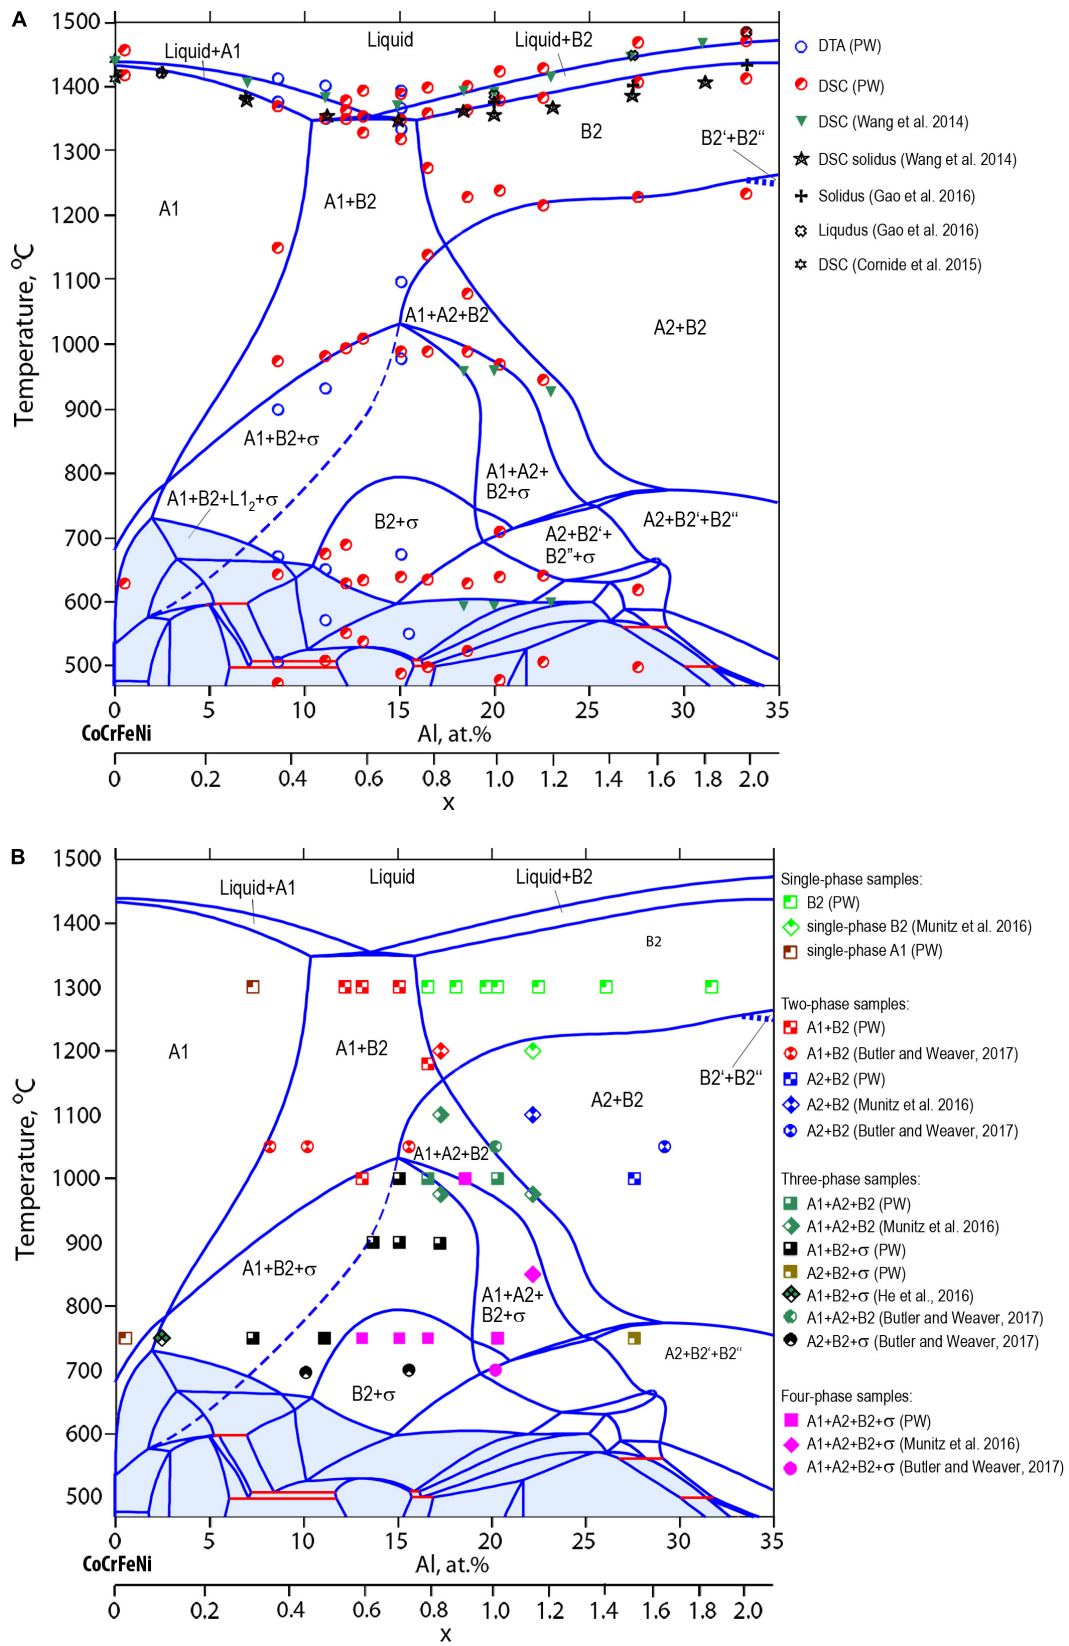 A
1500
1400
1300
1200
1100
1000
900
800
700
600
500
Temperature, ⁰C
Liquid+A1
Liquid
Liquid+B2
B2
B2‘+B2“
A1
A1+B2
A1+A2+B2
A2+B2
A1+B2+σ
A1+A2+
B2+σ
A1+B2+L1₂+σ
B2+σ
A2+B2‘+
B2”+σ
A2+B2‘+B2“
0 5 10 15 20 25 30 35
CoCrFeNi
Al, at.%
0 0.2 0.4 0.6 0.8 1.0 1.2 1.4 1.6 1.8 2.0
x
DTA (PW)
DSC (PW)
DSC (Wang et al. 2014)
DSC solidus (Wang et al. 2014)
Solidus (Gao et al. 2016)
Liqudus (Gao et al. 2016)
DSC (Cornide et al. 2015)
B
1500
1400
1300
1200
1100
1000
900
800
700
600
500
Temperature, ⁰C
Liquid+A1
Liquid
Liquid+B2
B2
A1
A1+B2
B2‘+B2“
A2+B2
A1+A2+B2
A1+B2+σ
A1+A2+
B2+σ
A2+B2‘+B2“
B2+σ
0 5 10 15 20 25 30 35
CoCrFeNi
Al, at.%
0 0.2 0.4 0.6 0.8 1.0 1.2 1.4 1.6 1.8 2.0
x
Single-phase samples:
B2 (PW)
single-phase B2 (Munitz et al. 2016)
single-phase A1 (PW)
Two-phase samples:
A1+B2 (PW)
A1+B2 (Butler and Weaver, 2017)
A2+B2 (PW)
A2+B2 (Munitz et al. 2016)
A2+B2 (Butler and Weaver, 2017)
Three-phase samples:
A1+A2+B2 (PW)
A1+A2+B2 (Munitz et al. 2016)
A1+B2+σ (PW)
A2+B2+σ (PW)
A1+B2+σ (He et al., 2016)
A1+A2+B2 (Butler and Weaver, 2017)
A2+B2+σ (Butler and Weaver, 2017)
Four-phase samples:
A1+A2+B2+σ (PW)
A1+A2+B2+σ (Munitz et al. 2016)
A1+A2+B2+σ (Butler and Weaver, 2017)